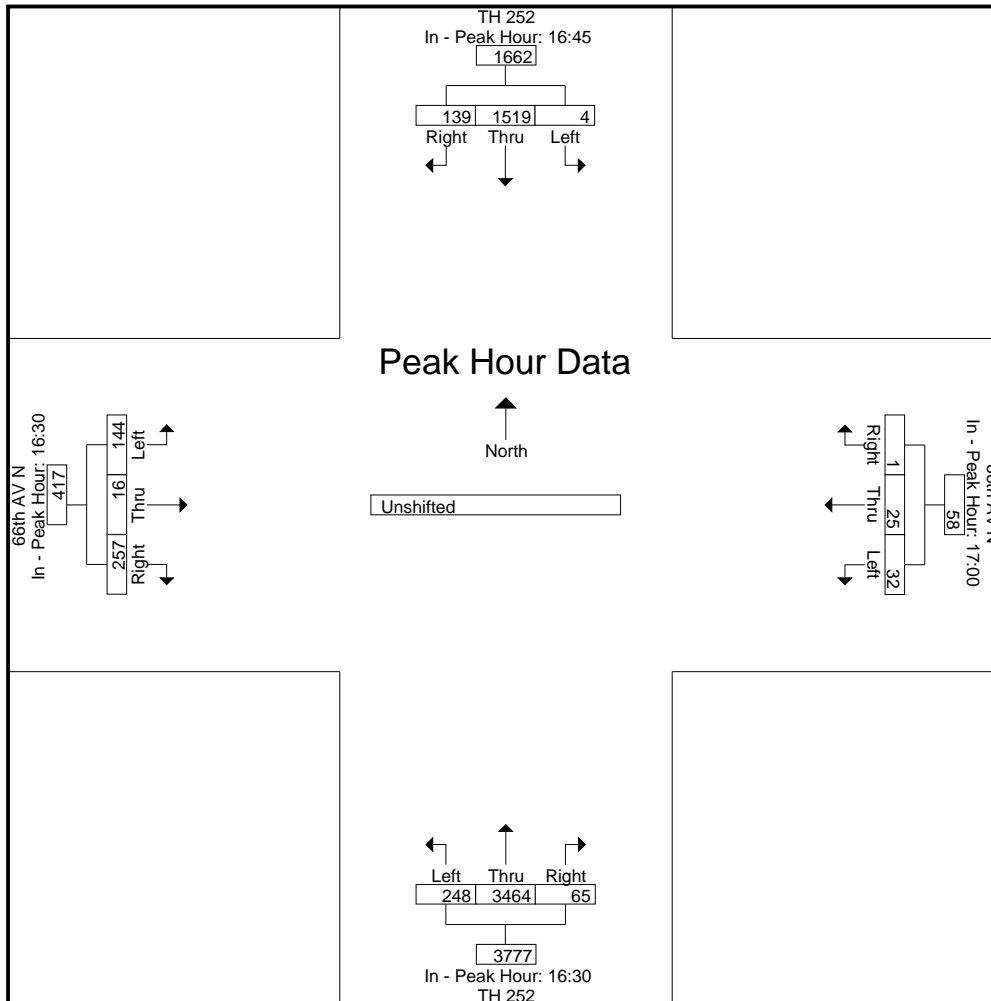 TH 252
In - Peak Hour: 16:45
1662
139 1519 4
Right Thru Left
Peak Hour Data
North
Unshifted
66th AV N
In - Peak Hour: 16:30
417
144 16 257
Left Thru Right
Right Thru Left
1 25 32
58
In - Peak Hour: 17:00
AV N
Left Thru Right
248 3464 65
3777
In - Peak Hour: 16:30
TH 252